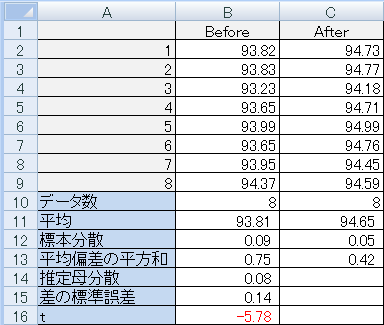 A B C
1 Before After
2 1 93.82 94.73
3 2 93.83 94.77
4 3 93.23 94.18
5 4 93.65 94.71
6 5 93.99 94.99
7 6 93.65 94.76
8 7 93.95 94.45
9 8 94.37 94.59
10 データ数 8 8
11 平均 93.81 94.65
12 標本分散 0.09 0.05
13 平均偏差の平方和 0.75 0.42
14 推定母分散 0.08
15 差の標準誤差 0.14
16 t -5.78